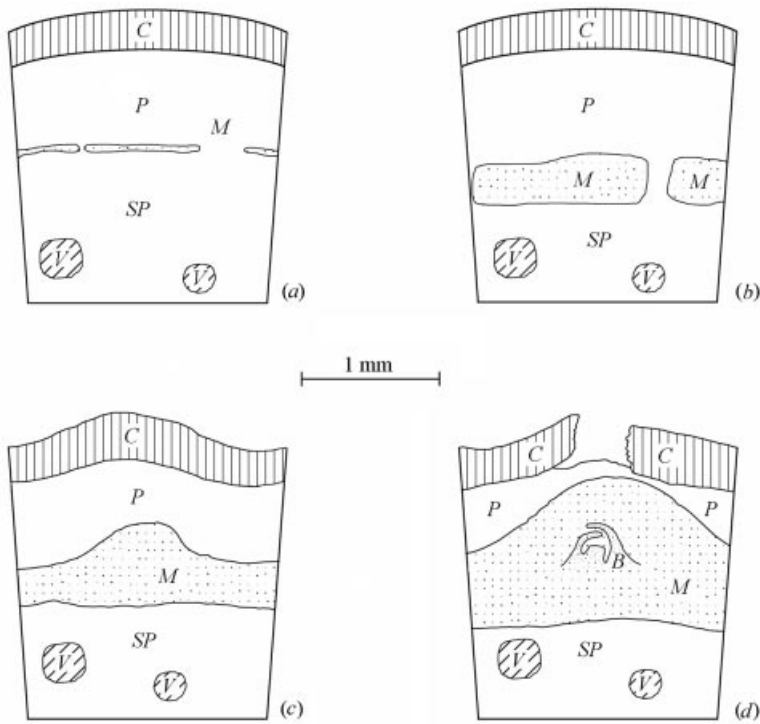 C C
P M P
M M
SP SP
V V (a) V V (b)
1 mm
C C C
P P P
M B M
SP SP
V V (c) V V (d)